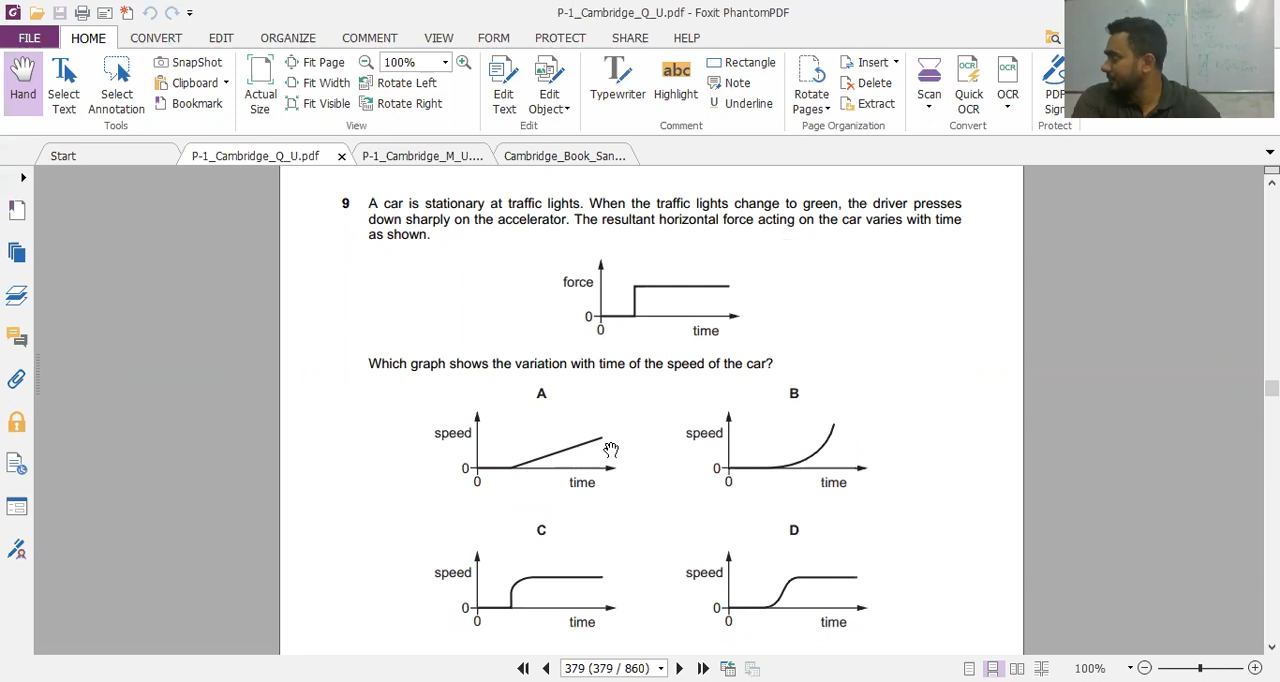 P-1_Cambridge_Q_U.pdf - Foxit PhantomPDF
FILE HOME CONVERT EDIT ORGANIZE COMMENT VIEW FORM PROTECT SHARE HELP
Hand
Select Text
Select Annotation
SnapShot
Clipboard
Bookmark
Tools
Actual Size
Fit Page
Fit Width
Fit Visible
100%
Rotate Left
Rotate Right
View
Edit Text
Edit Object
Edit
Typewriter
abc
Highlight
Rectangle
Note
U Underline
Comment
Rotate Pages
Insert
Delete
Extract
Page Organization
Scan
OCR
Quick OCR
OCR
OCR
Convert
PDF
Sign
Protect
Start P-1_Cambridge_Q_U.pdf x P-1_Cambridge_M_U.... Cambridge_Book_San...
9 A car is stationary at traffic lights. When the traffic lights change to green, the driver presses
down sharply on the accelerator. The resultant horizontal force acting on the car varies with time
as shown.
force
0
0 time
Which graph shows the variation with time of the speed of the car?
A B
speed speed
0 0
0 time 0 time
C D
speed speed
0 0
0 time 0 time
379 (379 / 860) 100%